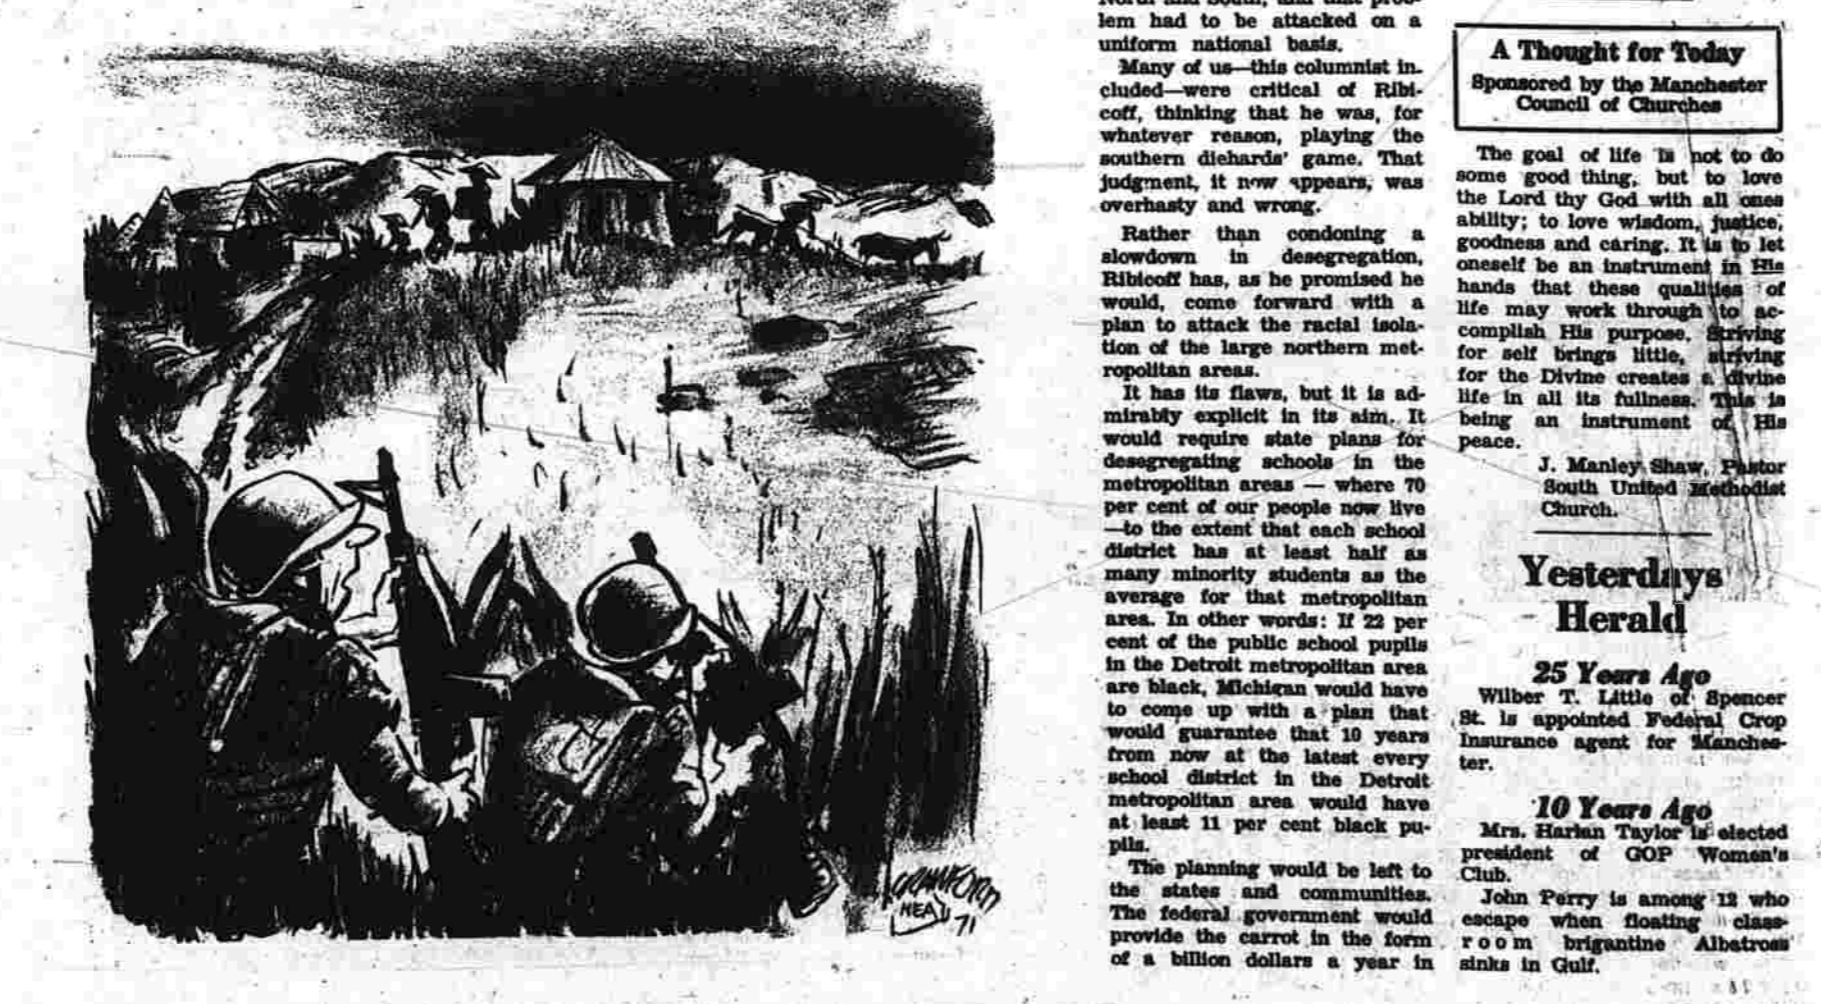 lem had to be attacked on a
uniform national basis.
Many of us—this columnist in-
cluded—were critical of Ribi-
coff, thinking that he was, for
whatever reason, playing the
southern diehards' game. That
judgment, it now appears, was
overhasty and wrong.
Rather than condoning a
slowdown in desegregation,
Ribicoff has, as he promised he
would, come forward with a
plan to attack the racial isola-
tion of the large northern met-
ropolitan areas.
It has its flaws, but it is ad-
mirably explicit in its aim. It
would require state plans for
desegregating schools in the
metropolitan areas — where 70
per cent of our people now live
—to the extent that each school
district has at least half as
many minority students as the
average for that metropolitan
area. In other words: If 22 per
cent of the public school pupils
in the Detroit metropolitan area
are black, Michigan would have
to come up with a plan that
would guarantee that 10 years
from now at the latest every
school district in the Detroit
metropolitan area would have
at least 11 per cent black pu-
pils.
The planning would be left to
the states and communities.
The federal government would
provide the carrot in the form
of a billion dollars a year in
A Thought for Today
Sponsored by the Manchester
Council of Churches
The goal of life is not to do
some good thing, but to love
the Lord thy God with all ones
ability; to love wisdom, justice,
goodness and caring. It is to let
oneself be an instrument in His
hands that these qualities of
life may work through to ac-
complish His purpose. Striving
for self brings little, striving
for the Divine creates a divine
life in all its fullness. This is
being an instrument of His
peace.
J. Manley Shaw, Pastor
South United Methodist
Church.
Yesterdays
Herald
25 Years Ago
Wilber T. Little of Spencer
St. is appointed Federal Crop
Insurance agent for Manches-
ter.
10 Years Ago
Mrs. Harlan Taylor is elected
president of GOP Women's
Club.
John Perry is among 12 who
escape when floating class-
room brigantine Albatross
sinks in Gulf.
CRAWFORD
NEA
71